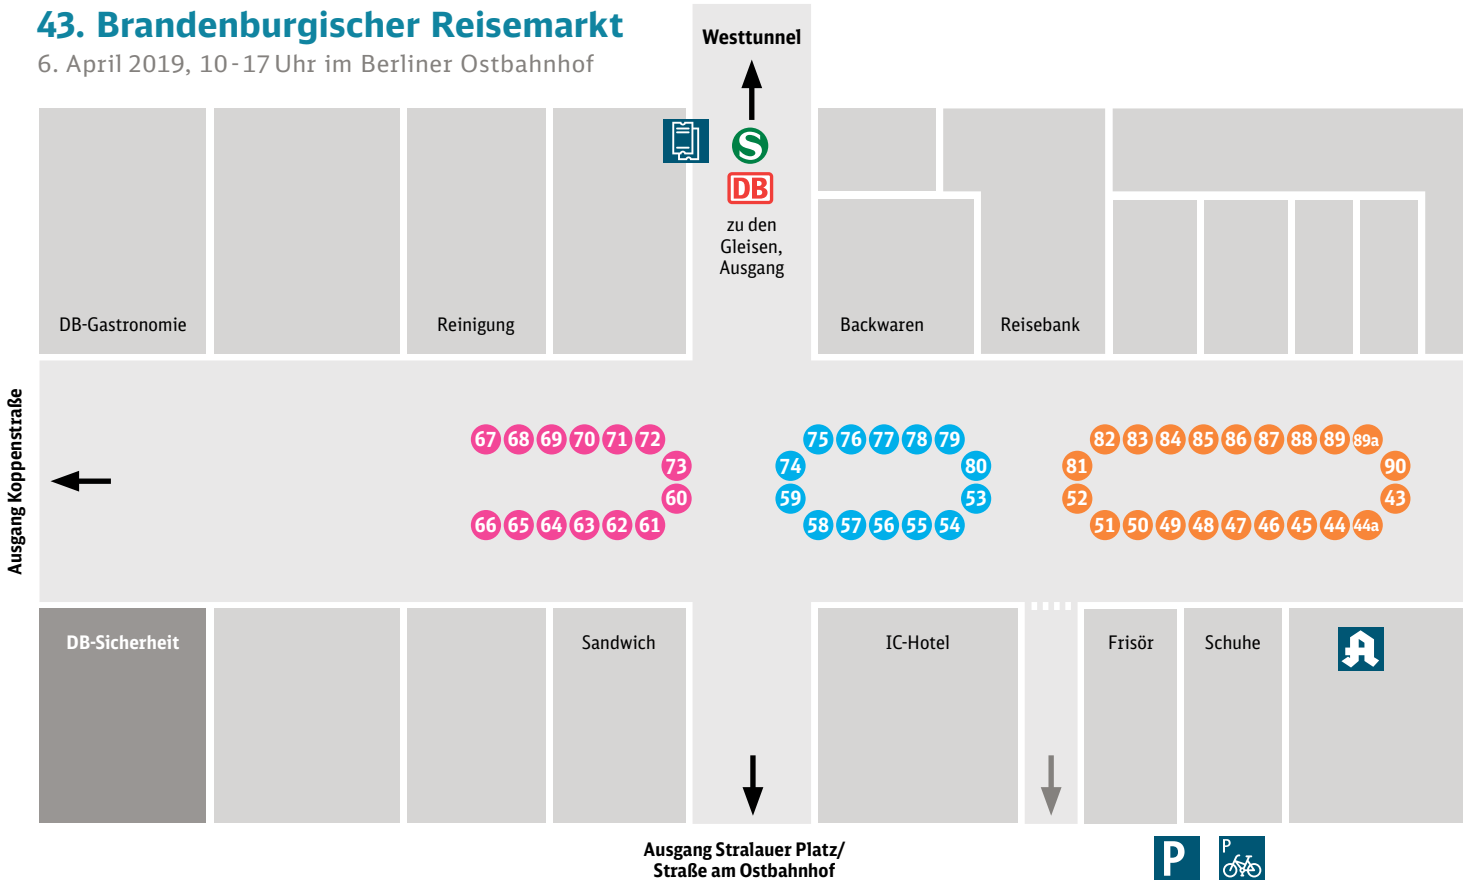 43. Brandenburgischer Reisemarkt
6. April 2019, 10-17 Uhr im Berliner Ostbahnhof
Westtunnel
S
DB
zu den
Gleisen,
Ausgang
DB-Gastronomie
Reinigung
Backwaren
Reisebank
Ausgang Koppenstraße
67 68 69 70 71 72
73
60
66 65 64 63 62 61
75 76 77 78 79
74 80
59 53
58 57 56 55 54
82 83 84 85 86 87 88 89 89a
81 90
52 43
51 50 49 48 47 46 45 44 44a
DB-Sicherheit
Sandwich
IC-Hotel
Frisör
Schuhe
A
Ausgang Stralauer Platz/
Straße am Ostbahnhof
P
P